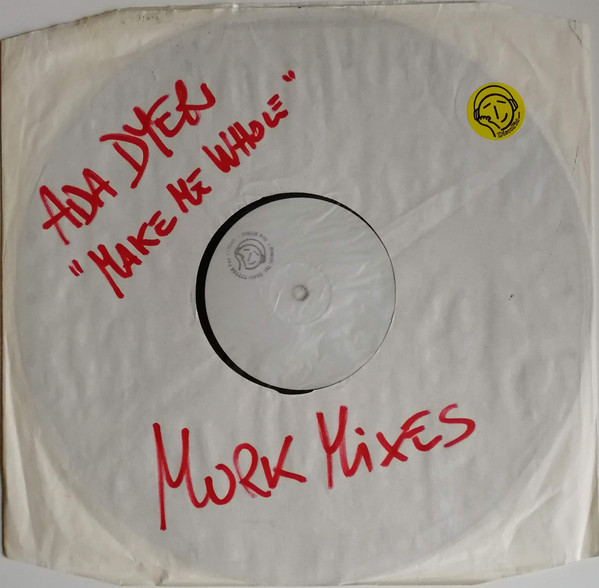 ADA DYER
"MAKE ME WHOLE"
MURK MIXES